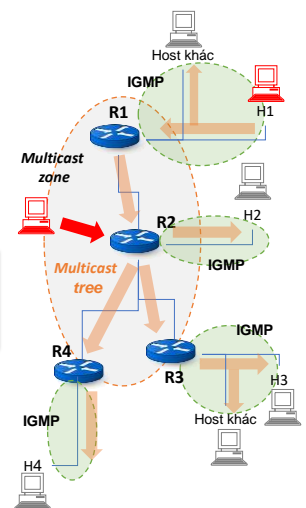 Host khác
IGMP
H1
R1
Multicast
zone
R2
H2
IGMP
Multicast
tree
R4
R3
IGMP
H3
Host khác
IGMP
H4